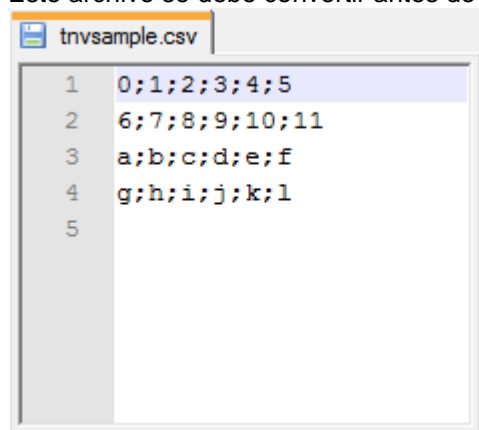 Este archivo se debe convertir antes de
tnvsample.csv
1 0;1;2;3;4;5
2 6;7;8;9;10;11
3 a;b;c;d;e;f
4 g;h;i;j;k;l
5